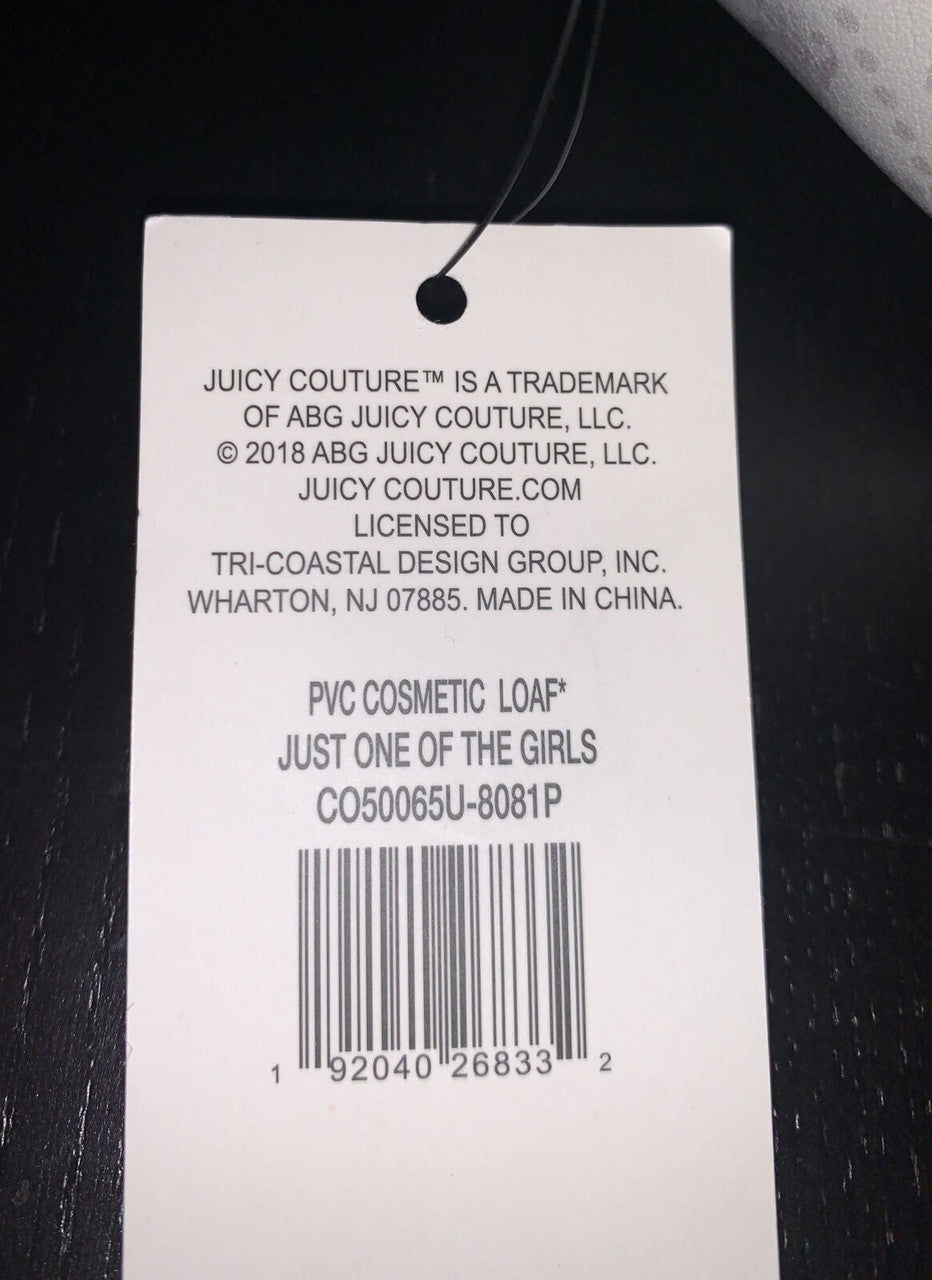 JUICY COUTURE™ IS A TRADEMARK
OF ABG JUICY COUTURE, LLC.
© 2018 ABG JUICY COUTURE, LLC.
JUICY COUTURE.COM
LICENSED TO
TRI-COASTAL DESIGN GROUP, INC.
WHARTON, NJ 07885. MADE IN CHINA.
PVC COSMETIC LOAF*
JUST ONE OF THE GIRLS
CO50065U-8081P
1 92040 26833 2